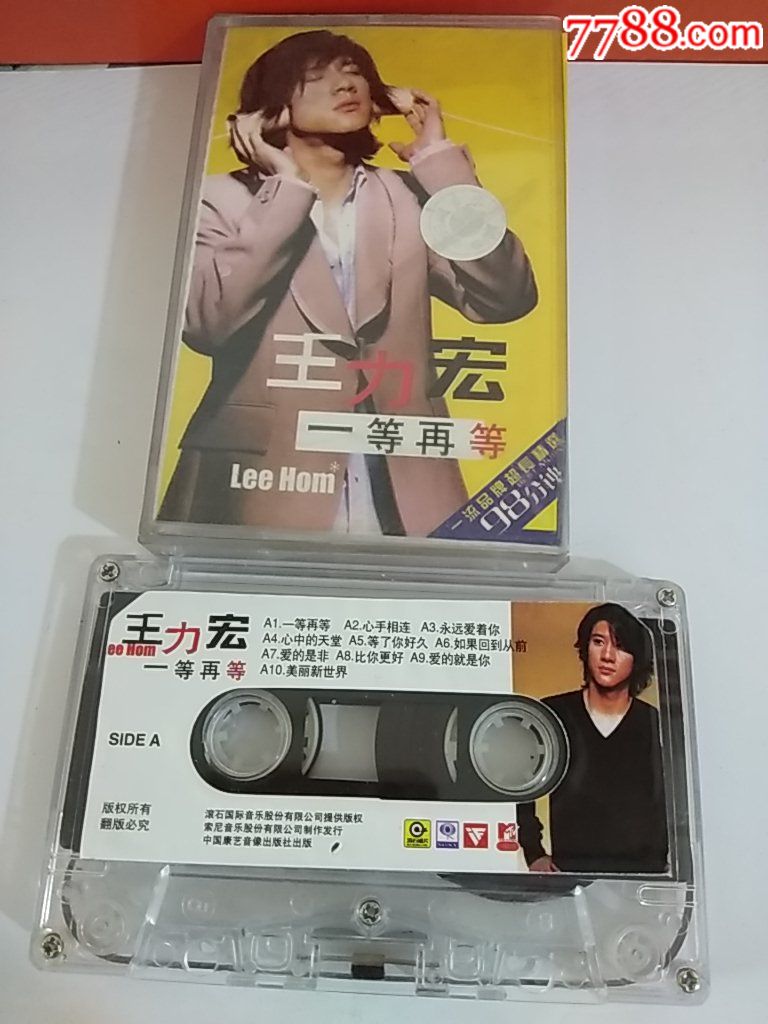 7788.com
王力宏
一等再等
Lee Hom*
一流品牌超長精選
98分钟
王力宏
ee Hom
一等再等
A1.一等再等 A2.心手相连 A3.永远爱着你
A4.心中的天堂 A5.等了你好久 A6.如果回到从前
A7.爱的是非 A8.比你更好 A9.爱的就是你
A10.美丽新世界
SIDE A
版权所有
翻版必究
滚石国际音乐股份有限公司提供版权
索尼音乐股份有限公司制作发行
中国康艺音像出版社出版
滚石唱片
SONY